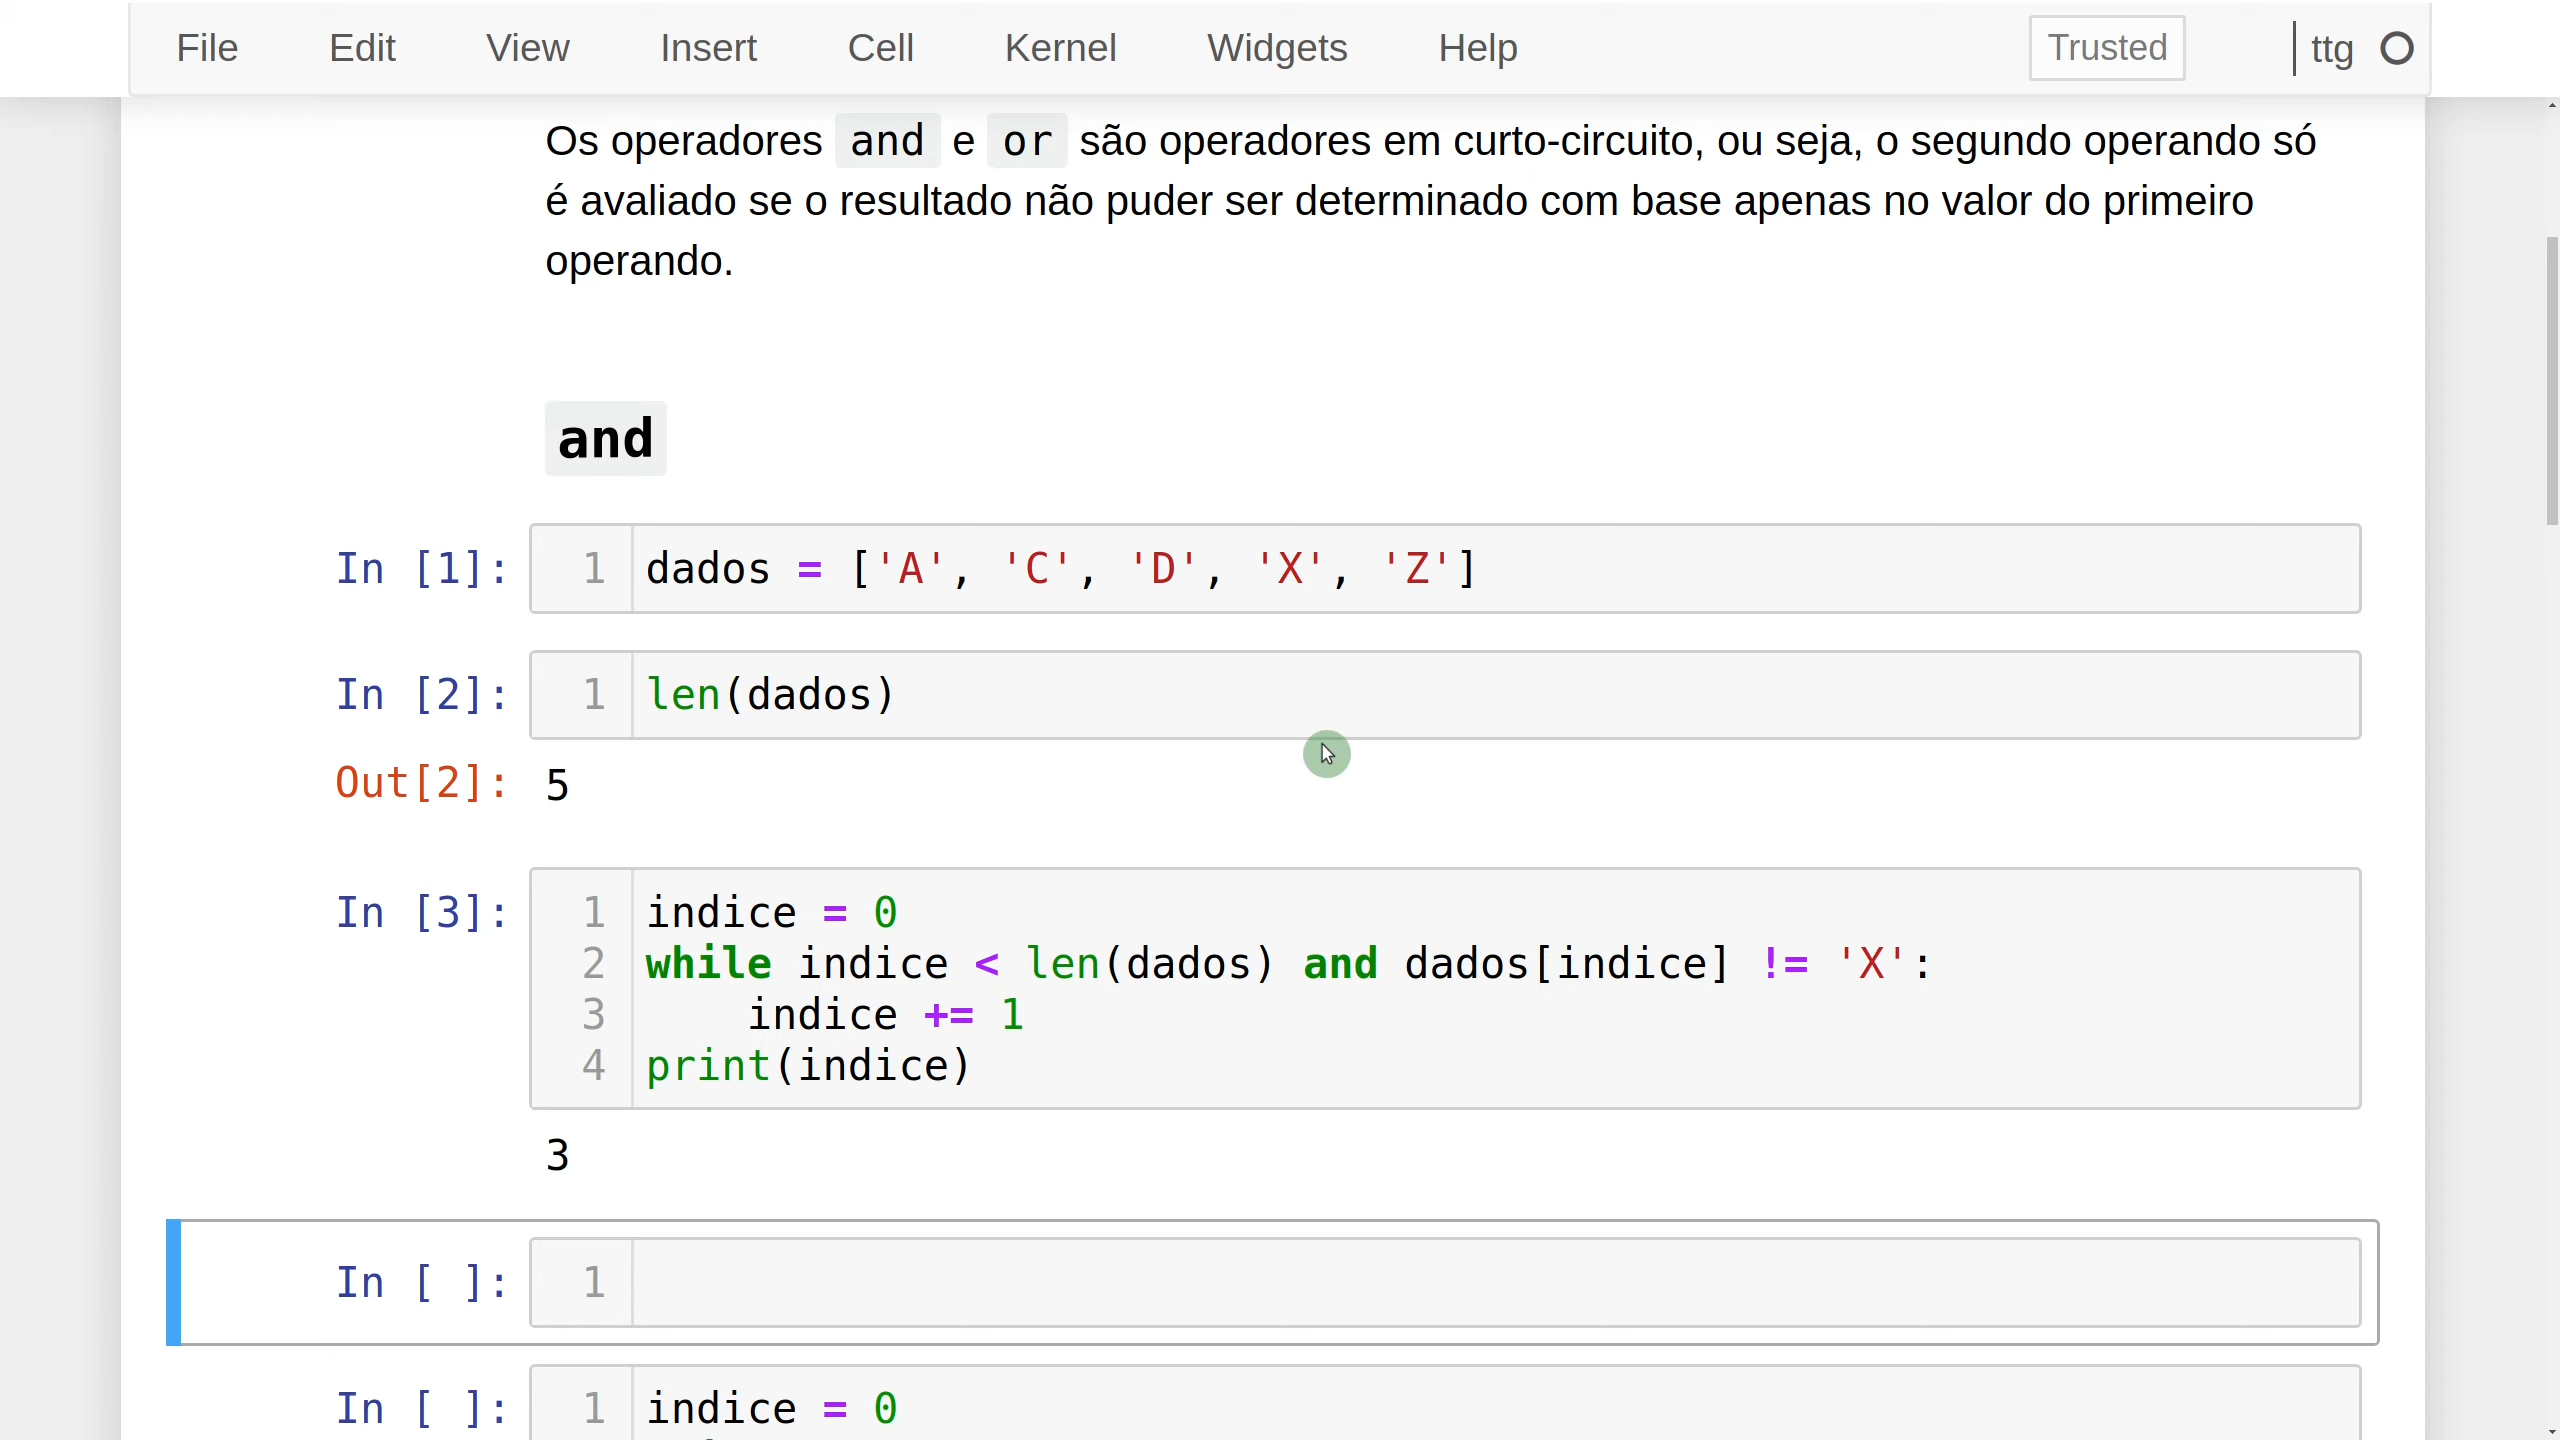 File Edit View Insert Cell Kernel Widgets Help Trusted ttg
Os operadores and e or são operadores em curto-circuito, ou seja, o segundo operando só
é avaliado se o resultado não puder ser determinado com base apenas no valor do primeiro
operando.
and
In [1]: 1 dados = ['A', 'C', 'D', 'X', 'Z']
In [2]: 1 len(dados)
Out[2]: 5
In [3]: 1 indice = 0
2 while indice < len(dados) and dados[indice] != 'X':
3     indice += 1
4 print(indice)
3
In [ ]: 1
In [ ]: 1 indice = 0